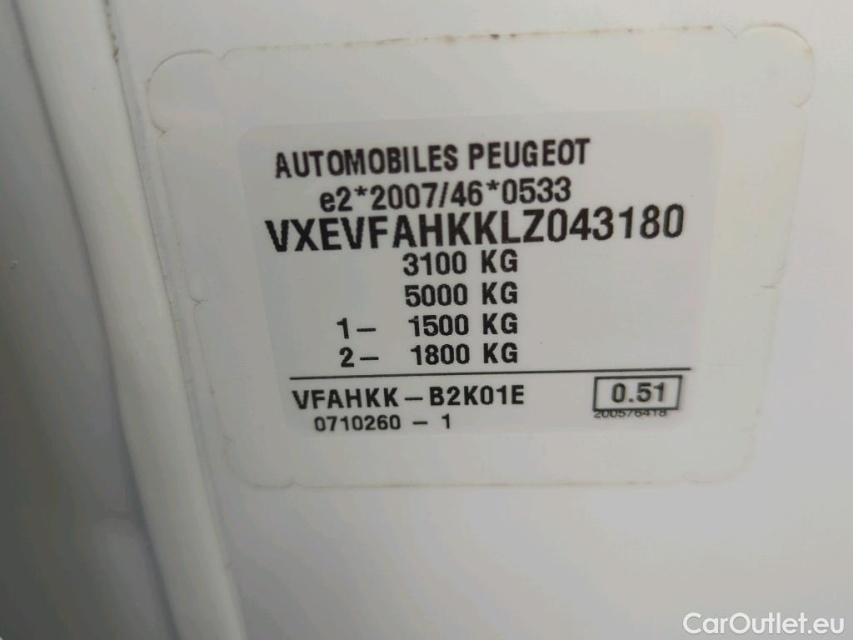 AUTOMOBILES PEUGEOT
e2*2007/46*0533
VXEVFAHKKLZ043180
3100 KG
5000 KG
1- 1500 KG
2- 1800 KG
VFAHKK-B2K01E 0.51
0710260-1 200576418
CarOutlet.eu